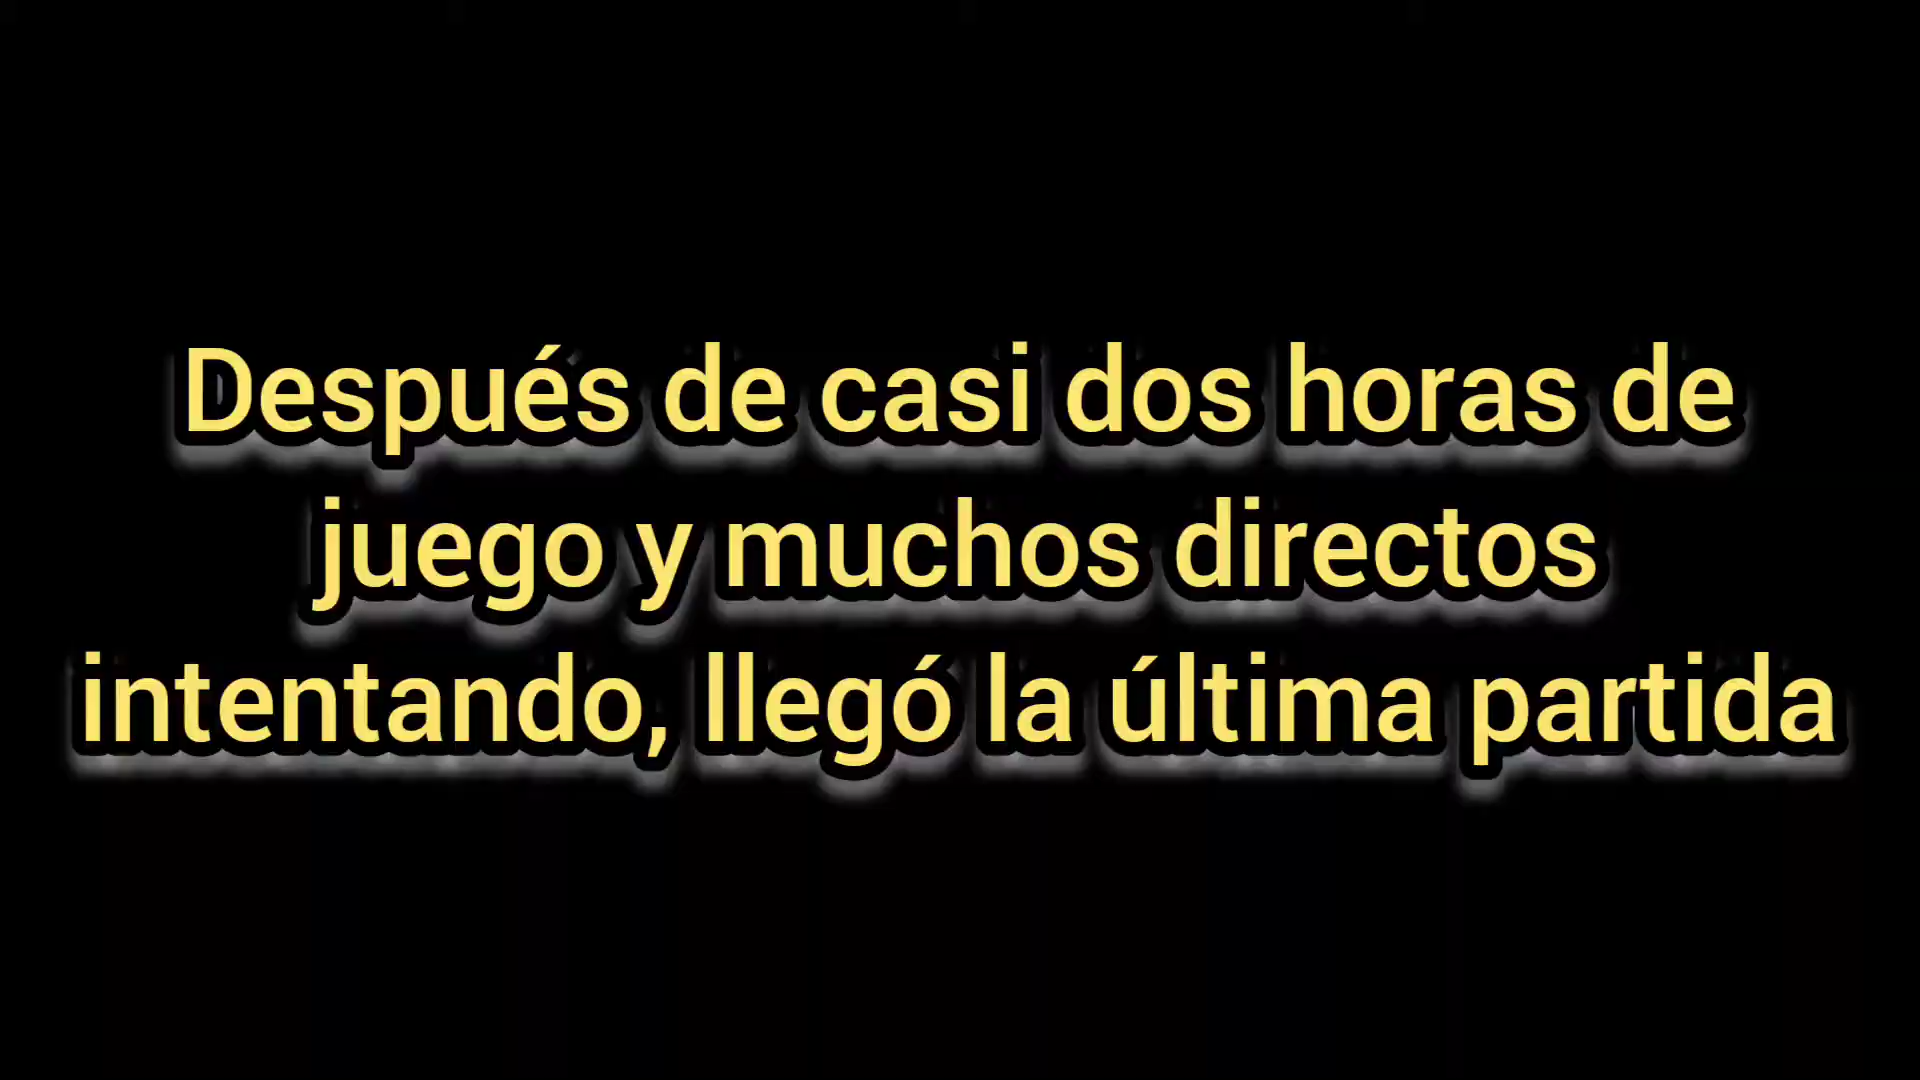 Después de casi dos horas de
juego y muchos directos
intentando, llegó la última partida